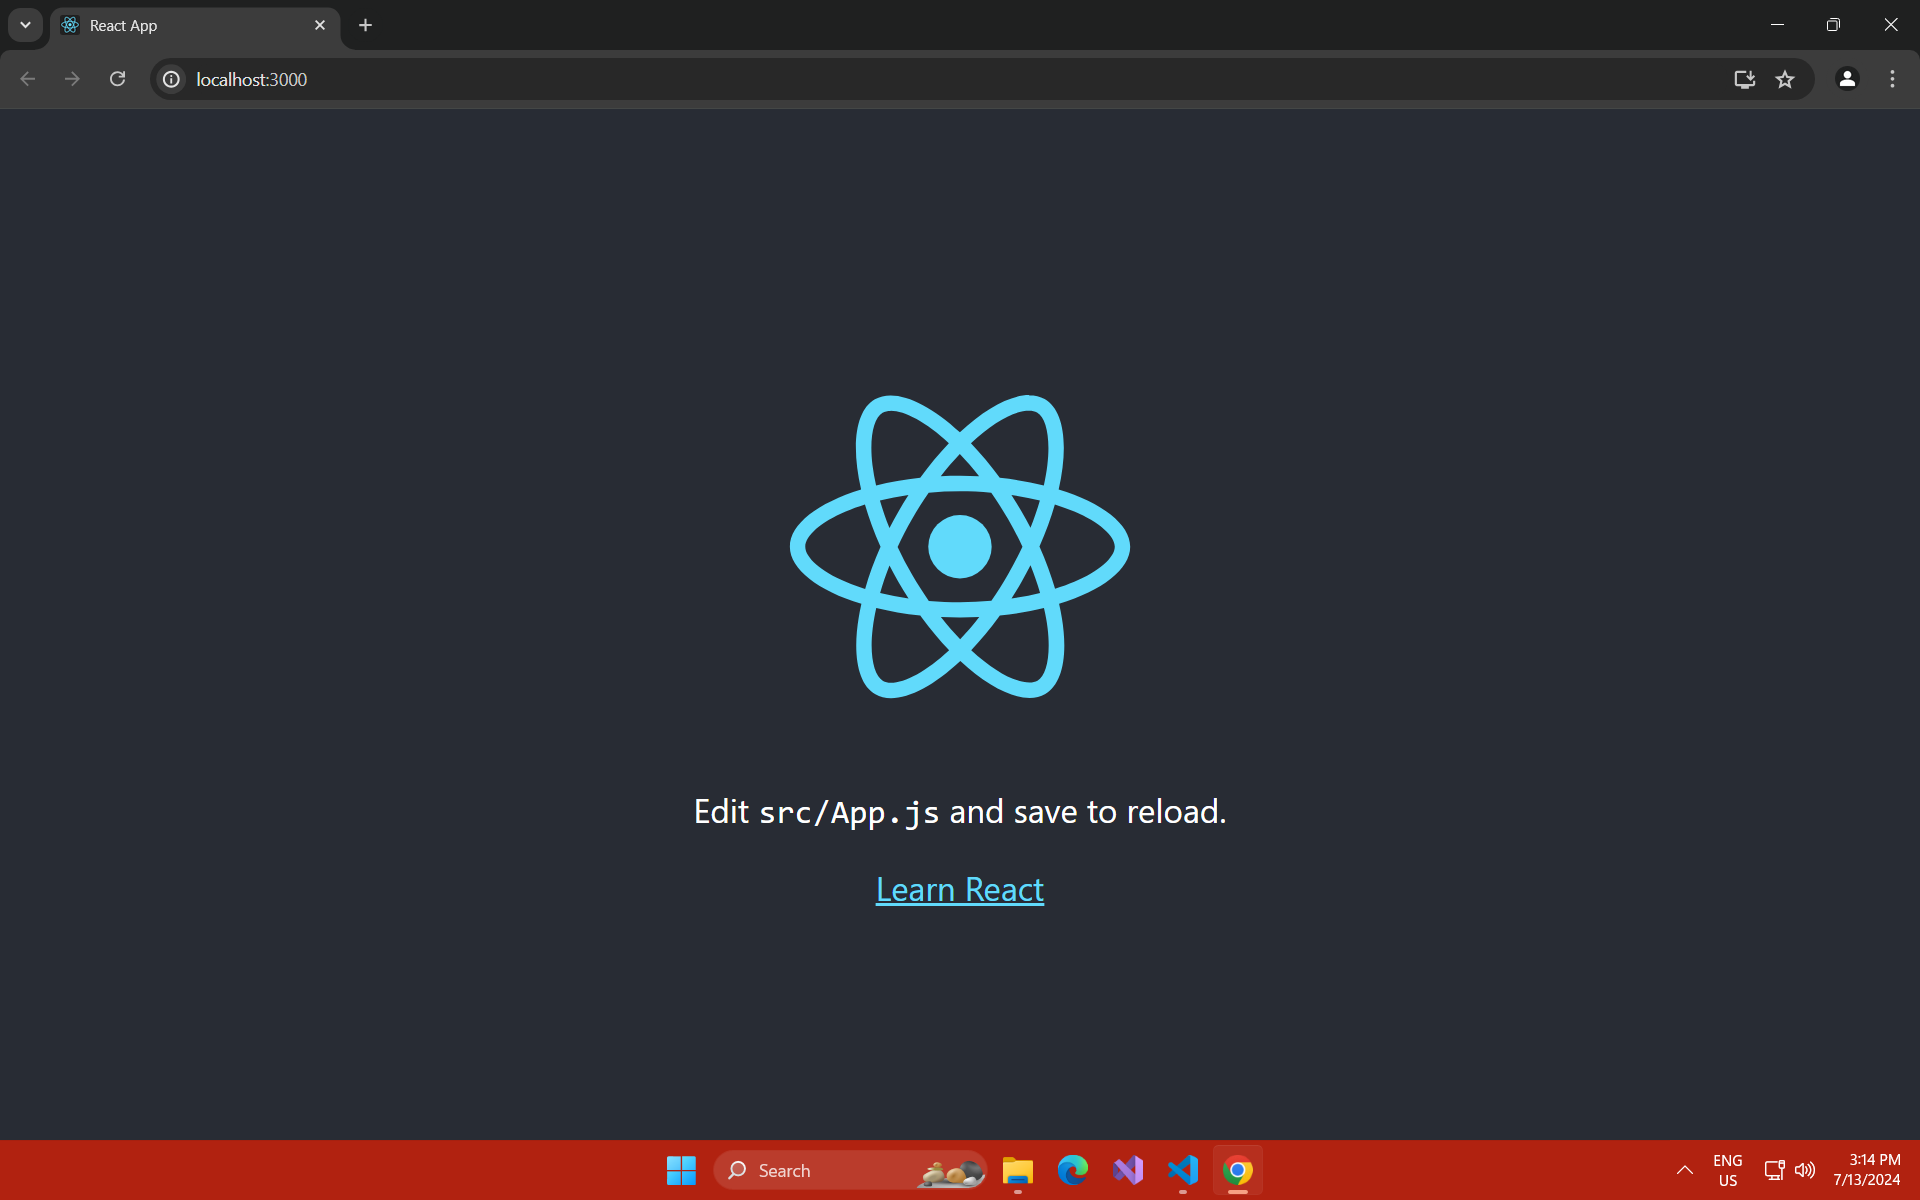 React App
localhost:3000
Edit src/App.js and save to reload.
Learn React
Search
ENG
US
3:14 PM
7/13/2024